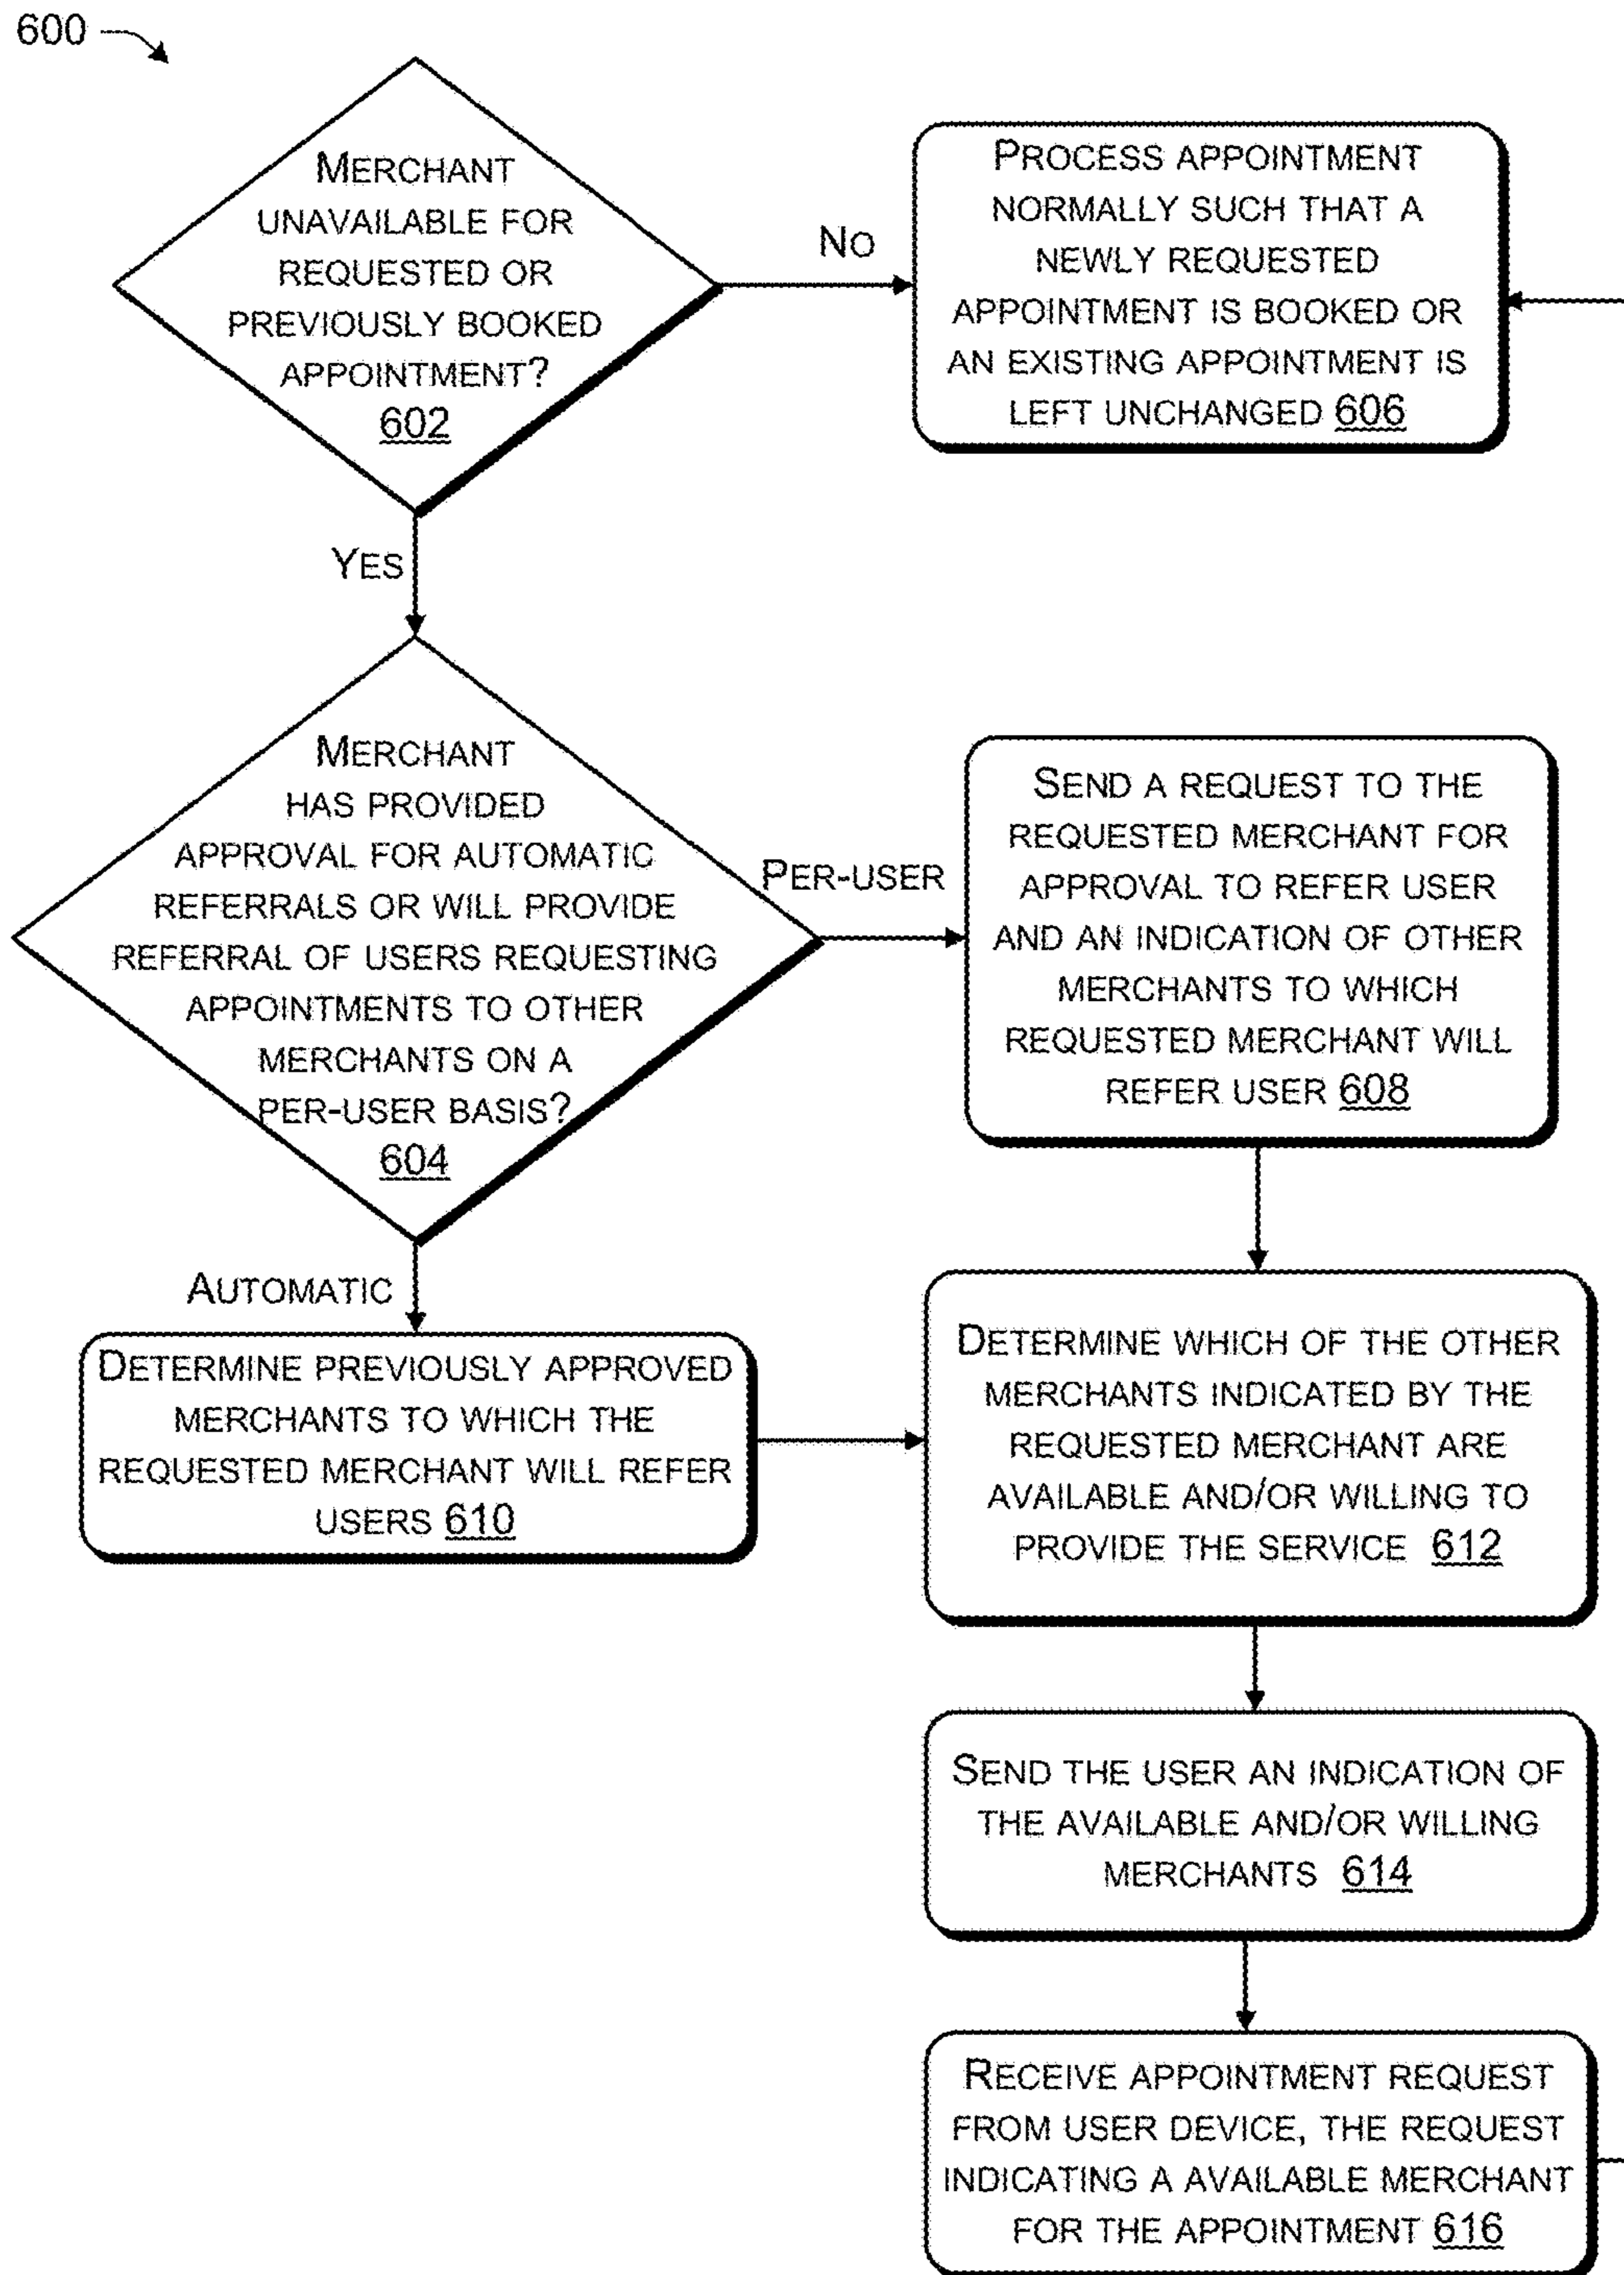 600
MERCHANT
UNAVAILABLE FOR
REQUESTED OR
PREVIOUSLY BOOKED
APPOINTMENT?
602
NO
PROCESS APPOINTMENT
NORMALLY SUCH THAT A
NEWLY REQUESTED
APPOINTMENT IS BOOKED OR
AN EXISTING APPOINTMENT IS
LEFT UNCHANGED 606
YES
MERCHANT
HAS PROVIDED
APPROVAL FOR AUTOMATIC
REFERRALS OR WILL PROVIDE
REFERRAL OF USERS REQUESTING
APPOINTMENTS TO OTHER
MERCHANTS ON A
PER-USER BASIS?
604
PER-USER
SEND A REQUEST TO THE
REQUESTED MERCHANT FOR
APPROVAL TO REFER USER
AND AN INDICATION OF OTHER
MERCHANTS TO WHICH
REQUESTED MERCHANT WILL
REFER USER 608
AUTOMATIC
DETERMINE PREVIOUSLY APPROVED
MERCHANTS TO WHICH THE
REQUESTED MERCHANT WILL REFER
USERS 610
DETERMINE WHICH OF THE OTHER
MERCHANTS INDICATED BY THE
REQUESTED MERCHANT ARE
AVAILABLE AND/OR WILLING TO
PROVIDE THE SERVICE 612
SEND THE USER AN INDICATION OF
THE AVAILABLE AND/OR WILLING
MERCHANTS 614
RECEIVE APPOINTMENT REQUEST
FROM USER DEVICE, THE REQUEST
INDICATING A AVAILABLE MERCHANT
FOR THE APPOINTMENT 616